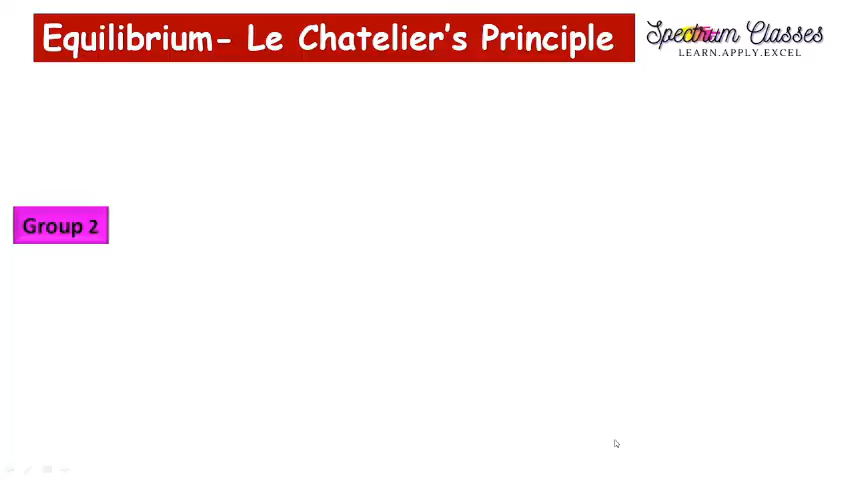 Equilibrium- Le Chatelier's Principle
Spectrum Classes
LEARN.APPLY.EXCEL
Group 2